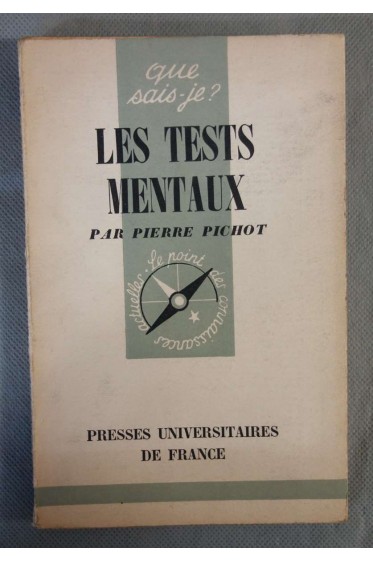 que
sais-je?
LES TESTS
MENTAUX
PAR PIERRE PICHOT
Le point des connaissances actuelles.
PRESSES UNIVERSITAIRES
DE FRANCE